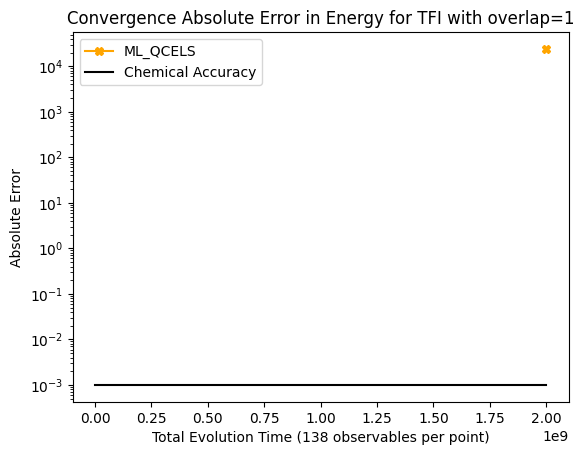 Convergence Absolute Error in Energy for TFI with overlap=1
ML_QCELS
Chemical Accuracy
Absolute Error
10^4
10^3
10^2
10^1
10^0
10^-1
10^-2
10^-3
0.00 0.25 0.50 0.75 1.00 1.25 1.50 1.75 2.00
1e9
Total Evolution Time (138 observables per point)